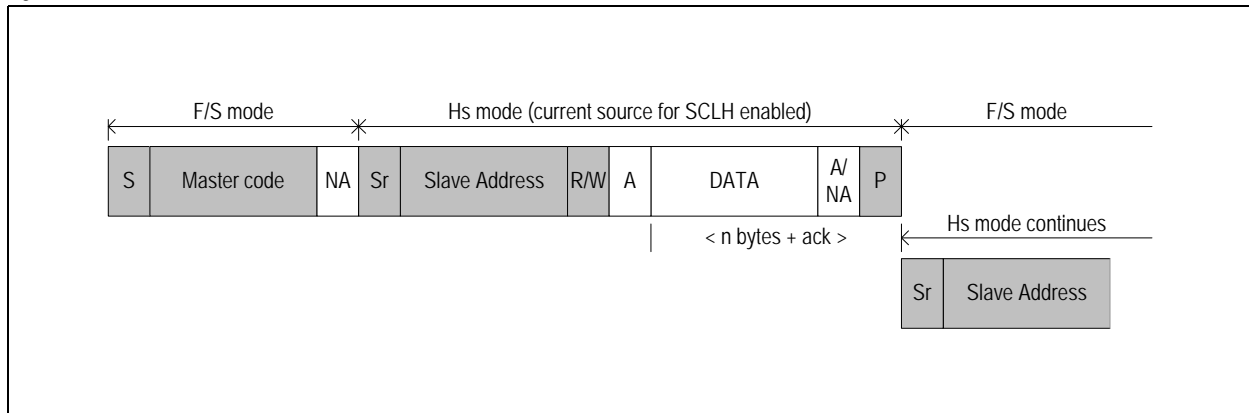 F/S mode Hs mode (current source for SCLH enabled) F/S mode
S Master code NA Sr Slave Address R/W A DATA A/ NA P
< n bytes + ack > Hs mode continues
Sr Slave Address